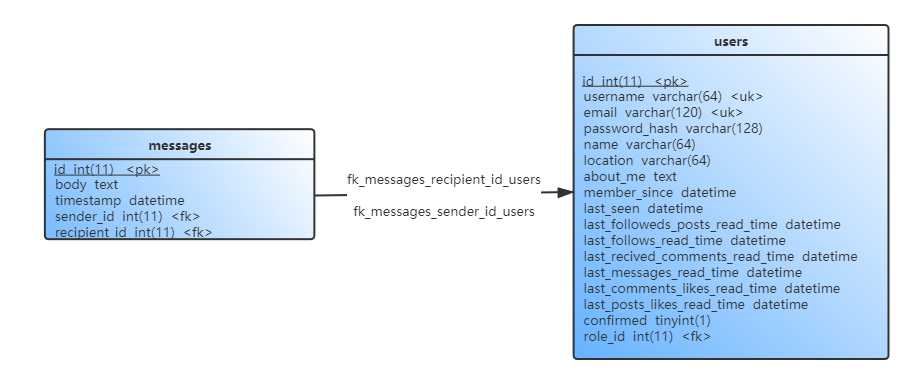 messages
id int(11) <pk>
body text
timestamp datetime
sender_id int(11) <fk>
recipient_id int(11) <fk>
fk_messages_recipient_id_users
fk_messages_sender_id_users
users
id int(11) <pk>
username varchar(64) <uk>
email varchar(120) <uk>
password_hash varchar(128)
name varchar(64)
location varchar(64)
about_me text
member_since datetime
last_seen datetime
last_followeds_posts_read_time datetime
last_follows_read_time datetime
last_recived_comments_read_time datetime
last_messages_read_time datetime
last_comments_likes_read_time datetime
last_posts_likes_read_time datetime
confirmed tinyint(1)
role_id int(11) <fk>